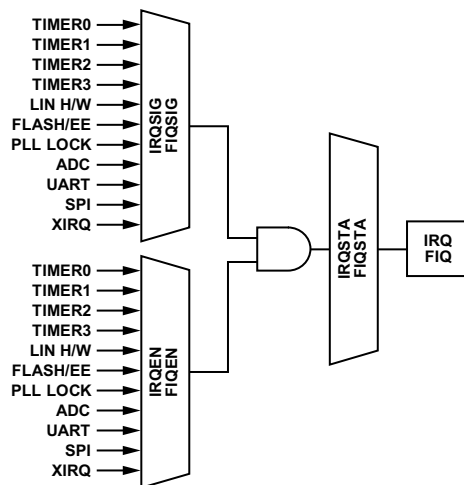 TIMER0
TIMER1
TIMER2
TIMER3
LIN H/W
FLASH/EE
PLL LOCK
ADC
UART
SPI
XIRQ
IRQSIG
FIQSIG
TIMER0
TIMER1
TIMER2
TIMER3
LIN H/W
FLASH/EE
PLL LOCK
ADC
UART
SPI
XIRQ
IRQEN
FIQEN
IRQSTA
FIQSTA
IRQ
FIQ